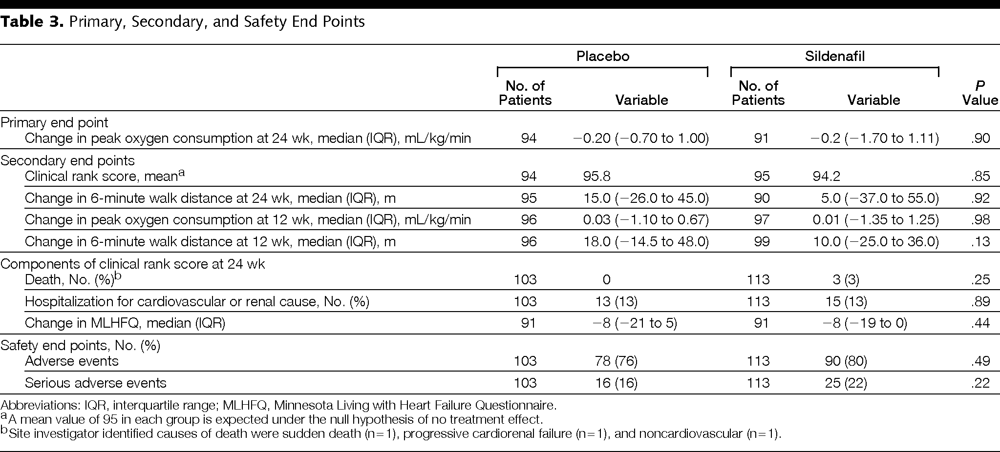 Table 3. Primary, Secondary, and Safety End Points
Placebo Sildenafil
No. of Patients Variable No. of Patients Variable P Value
Primary end point
Change in peak oxygen consumption at 24 wk, median (IQR), mL/kg/min 94 −0.20 (−0.70 to 1.00) 91 −0.2 (−1.70 to 1.11) .90
Secondary end points
Clinical rank score, meanᵃ 94 95.8 95 94.2 .85
Change in 6-minute walk distance at 24 wk, median (IQR), m 95 15.0 (−26.0 to 45.0) 90 5.0 (−37.0 to 55.0) .92
Change in peak oxygen consumption at 12 wk, median (IQR), mL/kg/min 96 0.03 (−1.10 to 0.67) 97 0.01 (−1.35 to 1.25) .98
Change in 6-minute walk distance at 12 wk, median (IQR), m 96 18.0 (−14.5 to 48.0) 99 10.0 (−25.0 to 36.0) .13
Components of clinical rank score at 24 wk
Death, No. (%)ᵇ 103 0 113 3 (3) .25
Hospitalization for cardiovascular or renal cause, No. (%) 103 13 (13) 113 15 (13) .89
Change in MLHFQ, median (IQR) 91 −8 (−21 to 5) 91 −8 (−19 to 0) .44
Safety end points, No. (%)
Adverse events 103 78 (76) 113 90 (80) .49
Serious adverse events 103 16 (16) 113 25 (22) .22
Abbreviations: IQR, interquartile range; MLHFQ, Minnesota Living with Heart Failure Questionnaire.
ᵃA mean value of 95 in each group is expected under the null hypothesis of no treatment effect.
ᵇSite investigator identified causes of death were sudden death (n=1), progressive cardiorenal failure (n=1), and noncardiovascular (n=1).